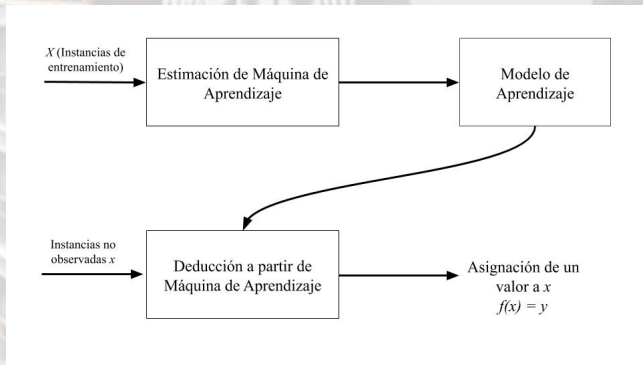 X (Instancias de
entrenamiento)
Estimación de Máquina de
Aprendizaje
Modelo de
Aprendizaje
Instancias no
observadas x
Deducción a partir de
Máquina de Aprendizaje
Asignación de un
valor a x
f(x) = y